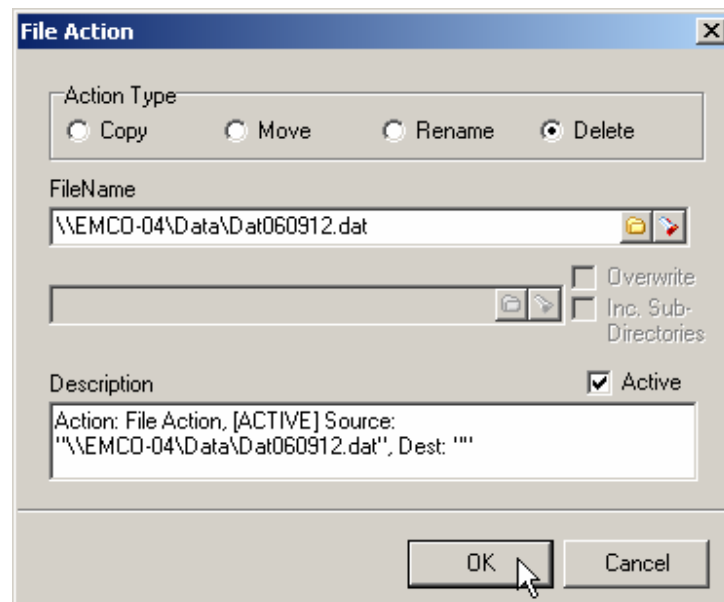 File Action
Action Type
Copy Move Rename Delete
FileName
\\EMCO-04\Data\Dat060912.dat
Overwrite
Inc. Sub-
Directories
Description Active
Action: File Action, [ACTIVE] Source:
"\\EMCO-04\Data\Dat060912.dat", Dest: ""
OK Cancel